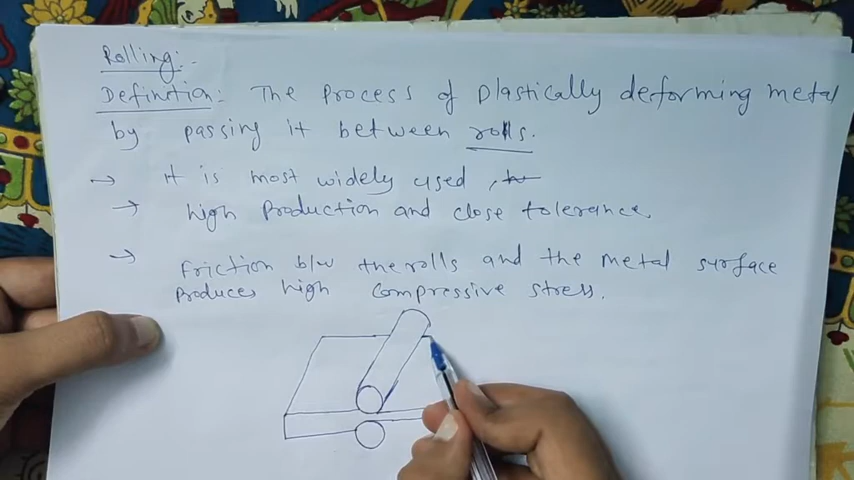 Rolling:-
Definition: The Process of Plastically deforming metal
by passing it between rolls.
→ it is most widely used,
→ high Production and close tolerance,
→ Friction b/w the rolls and the metal surface
Produces high compressive stress.